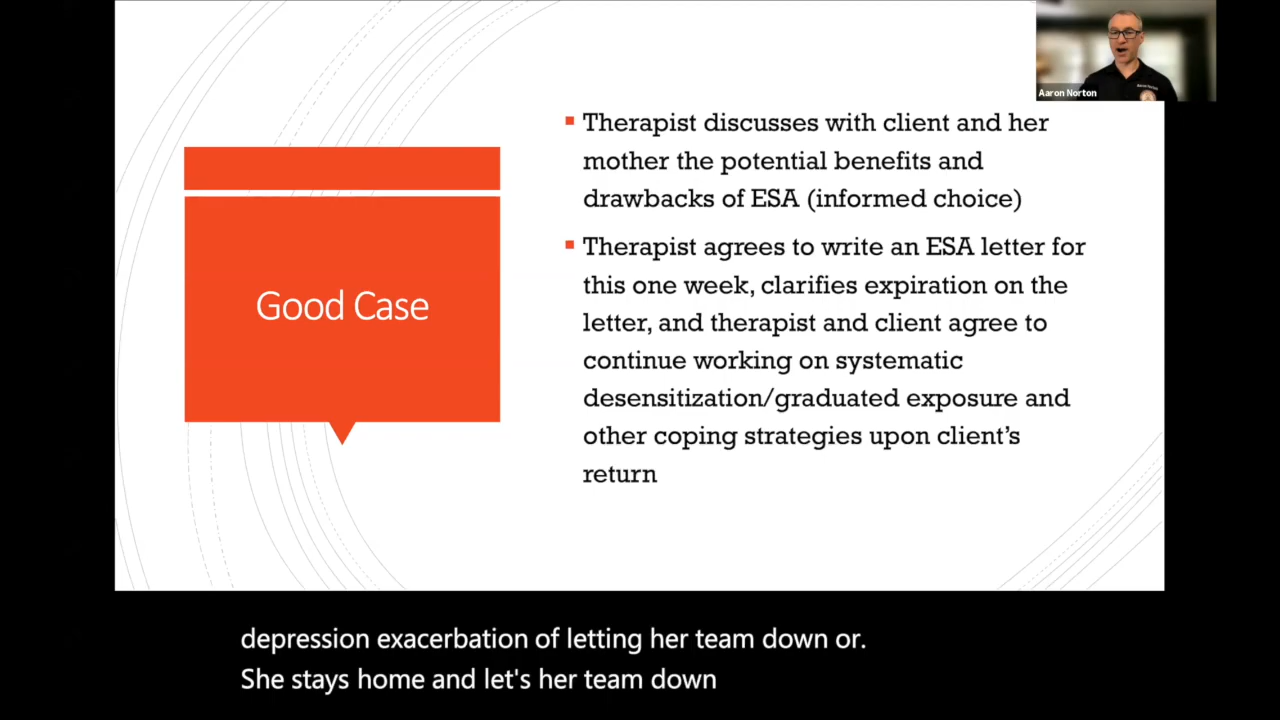 Aaron Norton
Good Case
Therapist discusses with client and her
mother the potential benefits and
drawbacks of ESA (informed choice)
Therapist agrees to write an ESA letter for
this one week, clarifies expiration on the
letter, and therapist and client agree to
continue working on systematic
desensitization/graduated exposure and
other coping strategies upon client’s
return
depression exacerbation of letting her team down or.
She stays home and let's her team down